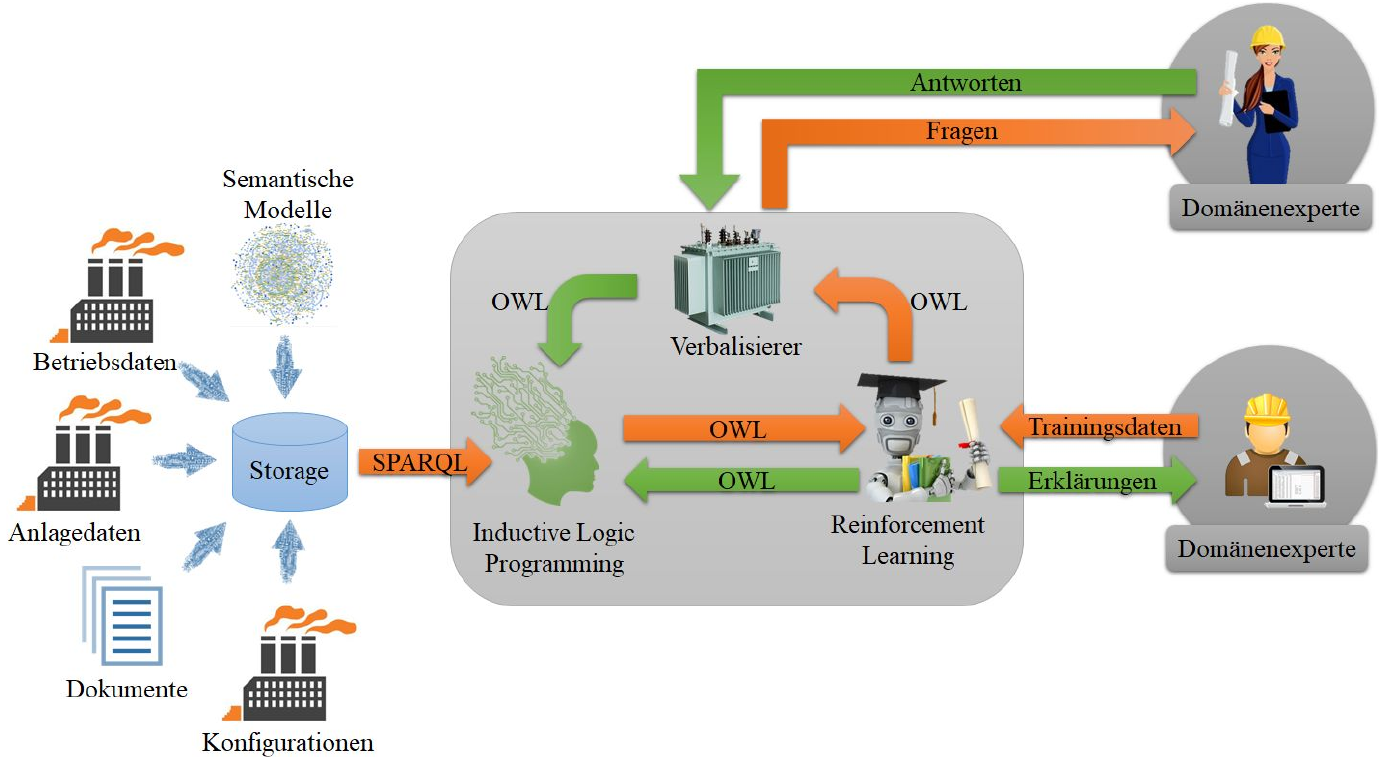 Antworten
Fragen
Domänenexperte
Semantische
Modelle
Betriebsdaten
Anlagedaten
Dokumente
Konfigurationen
Storage
SPARQL
OWL
OWL
Verbalisierer
OWL
OWL
Inductive Logic
Programming
Reinforcement
Learning
Trainingsdaten
Erklärungen
Domänenexperte